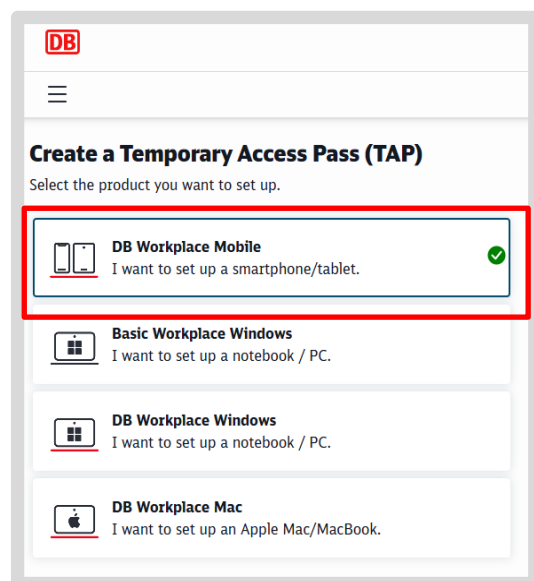 DB
Create a Temporary Access Pass (TAP)
Select the product you want to set up.
DB Workplace Mobile
I want to set up a smartphone/tablet.
Basic Workplace Windows
I want to set up a notebook / PC.
DB Workplace Windows
I want to set up a notebook / PC.
DB Workplace Mac
I want to set up an Apple Mac/MacBook.